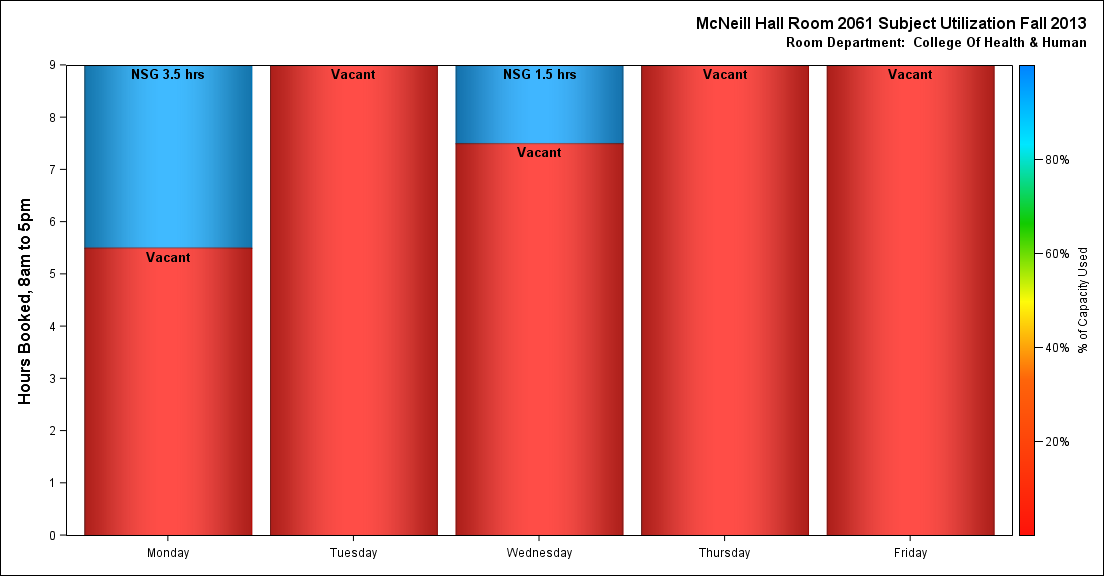 McNeill Hall Room 2061 Subject Utilization Fall 2013
Room Department:  College Of Health & Human
Hours Booked, 8am to 5pm
9
8
7
6
5
4
3
2
1
0
NSG 3.5 hrs
Vacant
Vacant
NSG 1.5 hrs
Vacant
Vacant
Vacant
Monday
Tuesday
Wednesday
Thursday
Friday
80%
60%
40%
20%
% of Capacity Used